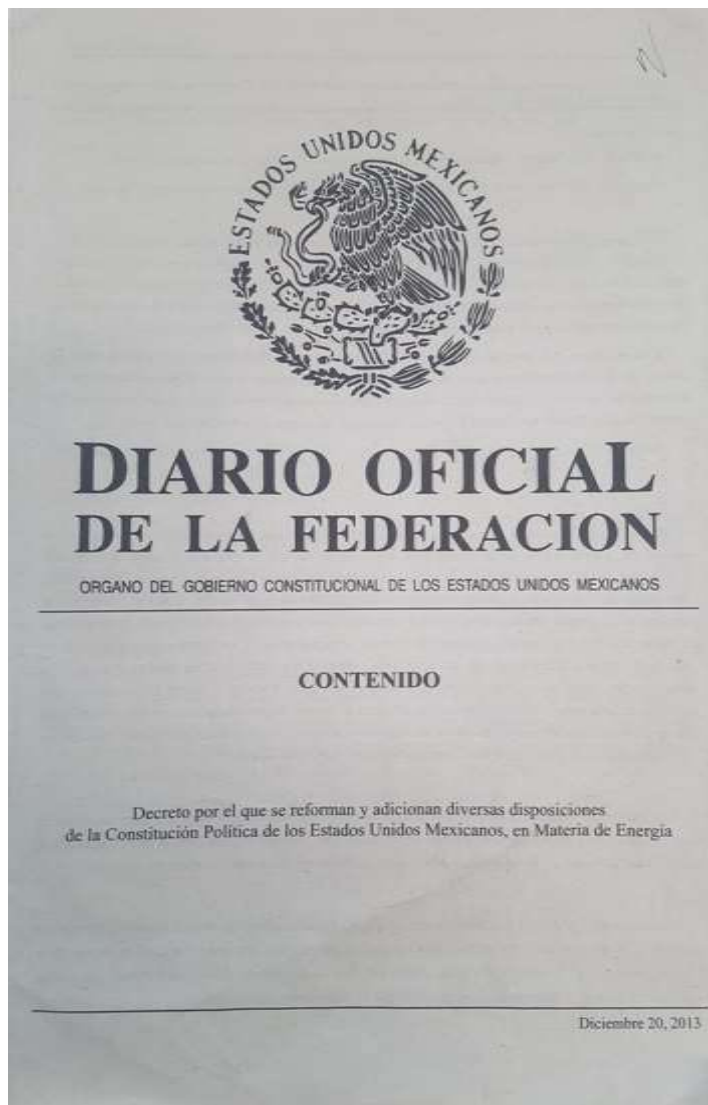 ESTADOS UNIDOS MEXICANOS
DIARIO OFICIAL
DE LA FEDERACION
ORGANO DEL GOBIERNO CONSTITUCIONAL DE LOS ESTADOS UNIDOS MEXICANOS
CONTENIDO
Decreto por el que se reforman y adicionan diversas disposiciones
de la Constitución Política de los Estados Unidos Mexicanos, en Materia de Energía
Diciembre 20, 2013